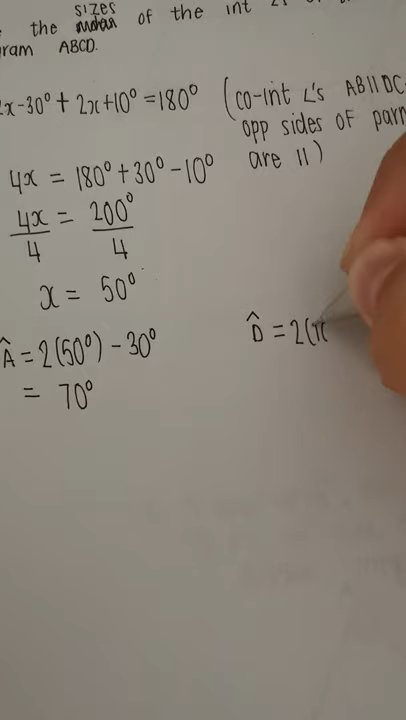 sizes
the of the int
ram ABCD.
2x-30° + 2x+10° = 180° (co-int ∠'s AB||DC
opp sides of parm
are ||)
4x = 180° + 30° - 10°
4x = 200°
4 4
x = 50°
Â = 2(50°) - 30°
= 70°
D̂ = 2(